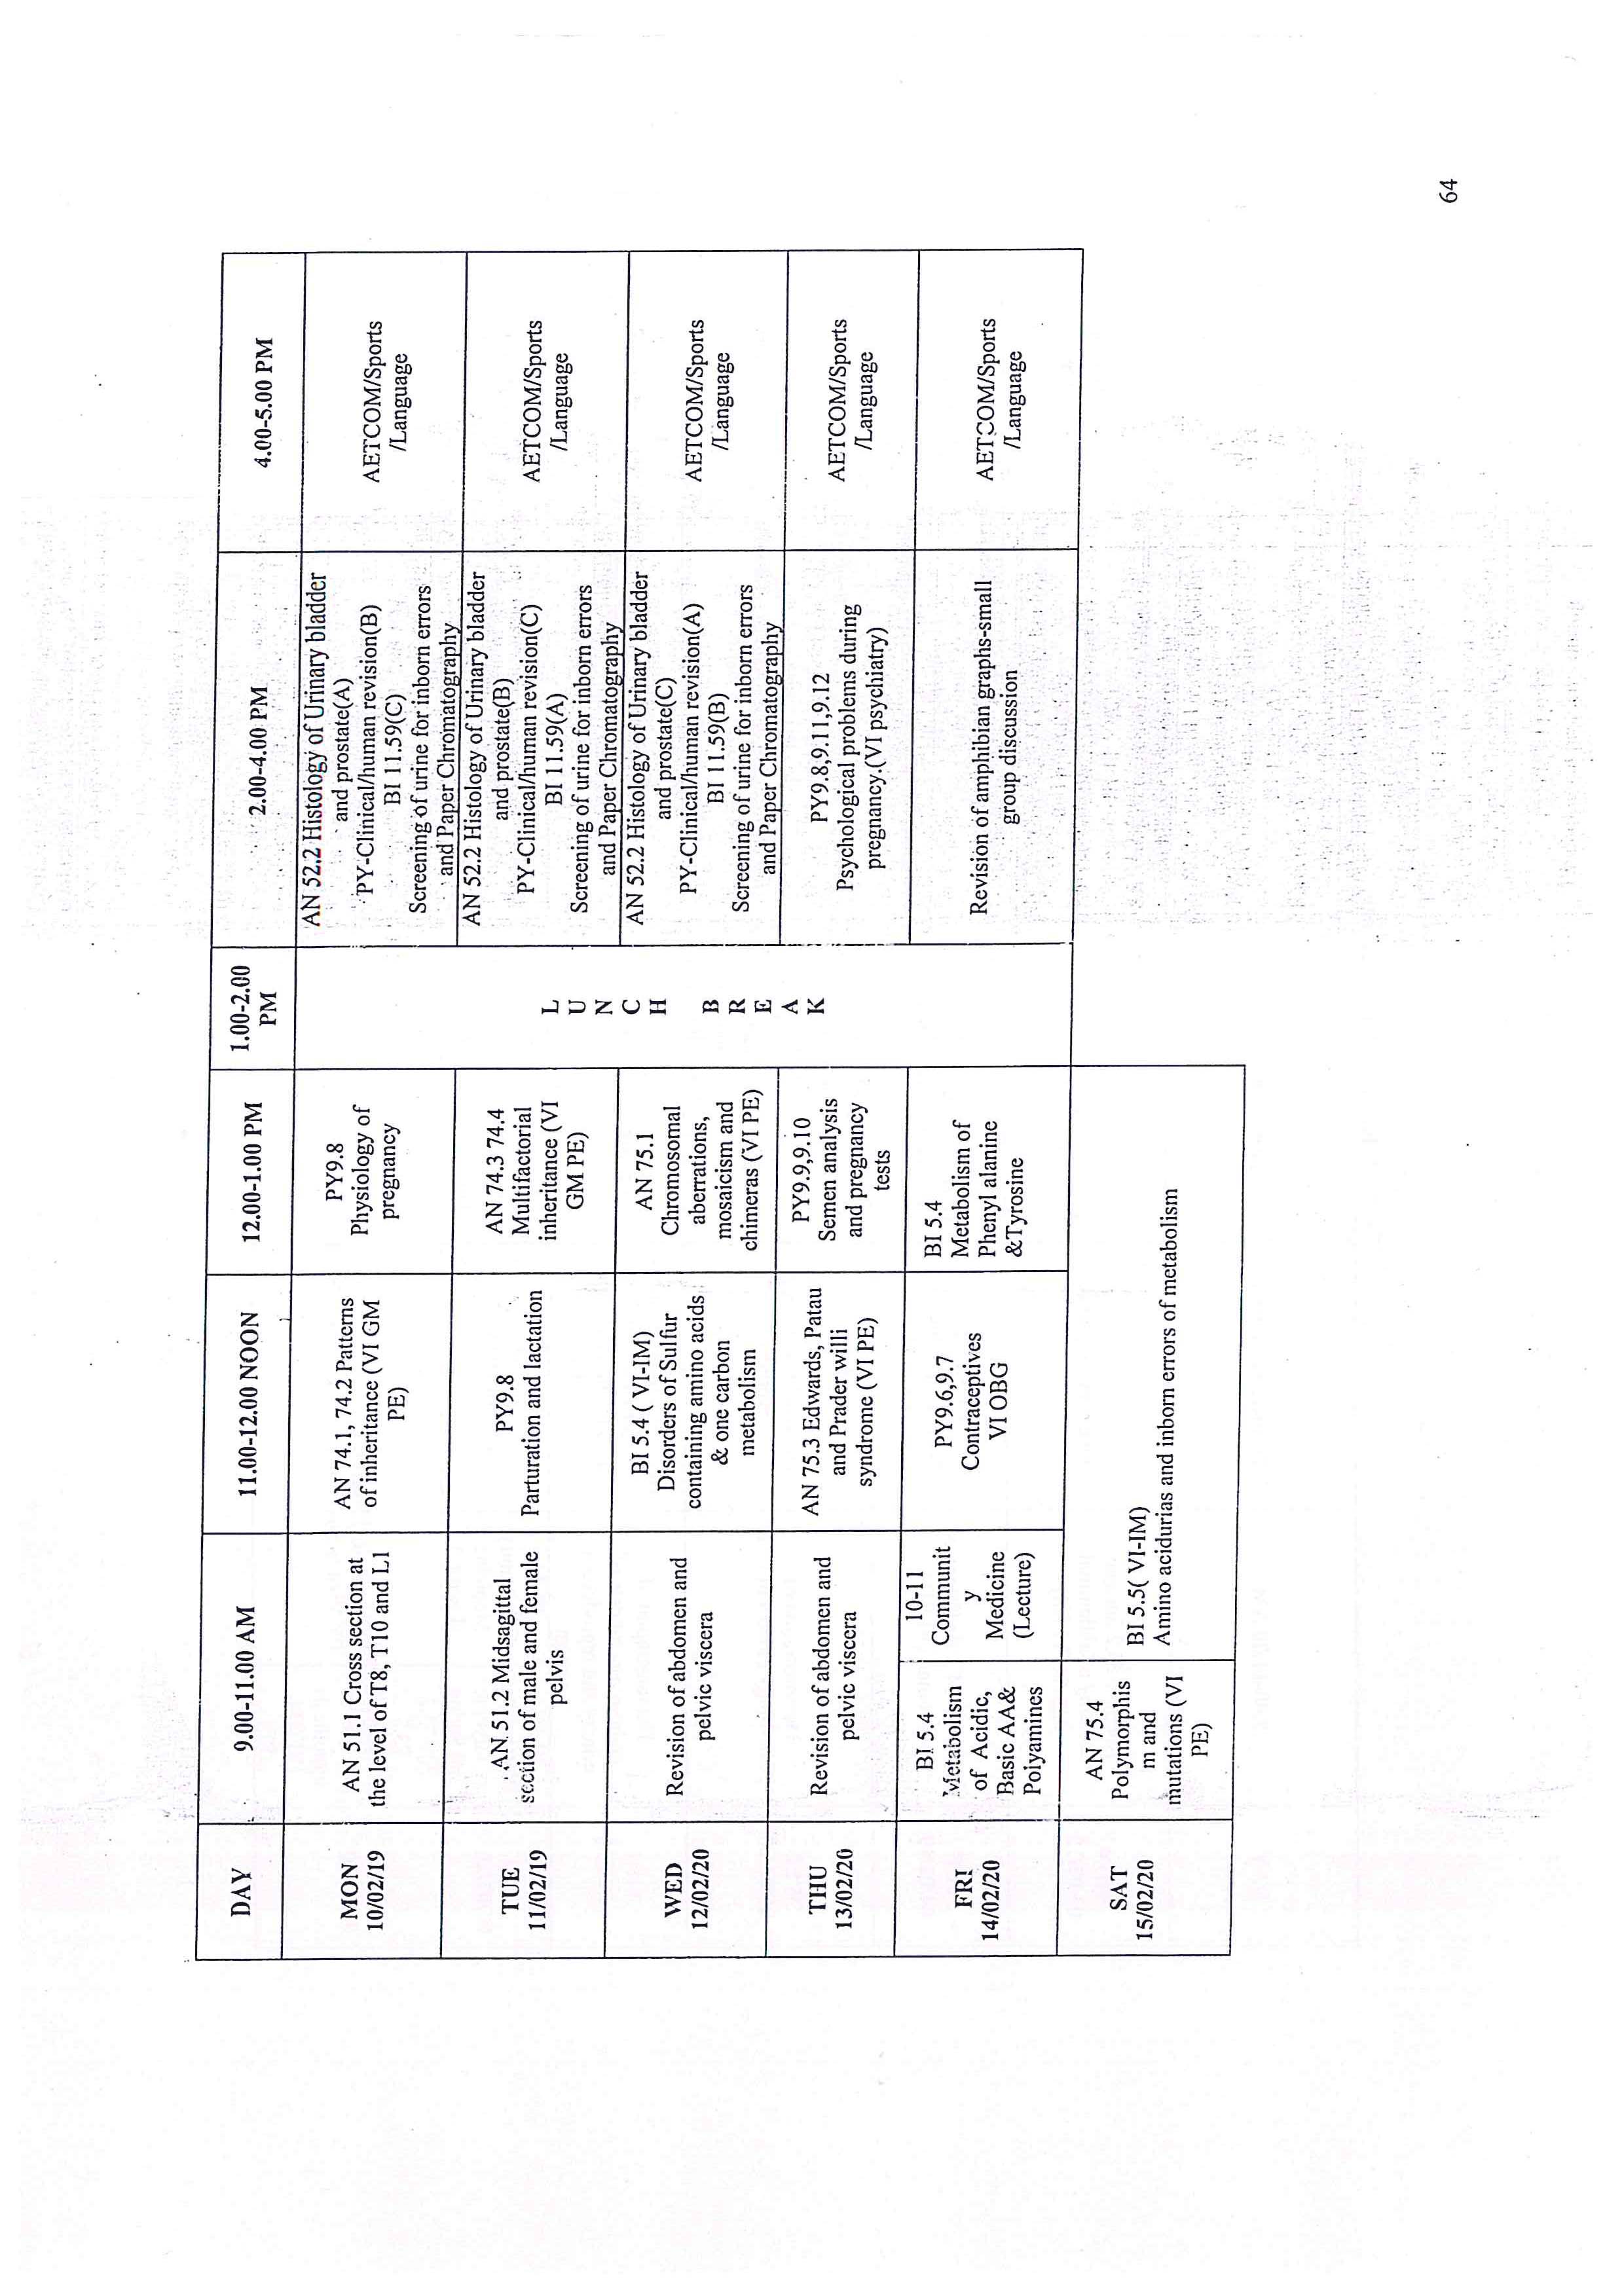 DAY
9.00-11.00 AM
11.00-12.00 NOON
12.00-1.00 PM
1.00-2.00
PM
2.00-4.00 PM
4.00-5.00 PM
MON
10/02/19
AN 51.1 Cross section at
the level of T8, T10 and L1
AN 74.1, 74.2 Patterns
of inheritance (VI GM
PE)
PY9.8
Physiology of
pregnancy
L
U
N
C
H
B
R
E
A
K
AN 52.2 Histology of Urinary bladder
and prostate(A)
PY-Clinical/human revision(B)
BI 11.59(C)
Screening of urine for inborn errors
and Paper Chromatography
AETCOM/Sports
/Language
TUE
11/02/19
AN 51.2 Midsagittal
section of male and female
pelvis
PY9.8
Parturation and lactation
AN 74.3 74.4
Multifactorial
inheritance (VI
GM PE)
AN 52.2 Histology of Urinary bladder
and prostate(B)
PY-Clinical/human revision(C)
BI 11.59(A)
Screening of urine for inborn errors
and Paper Chromatography
AETCOM/Sports
/Language
WED
12/02/20
Revision of abdomen and
pelvic viscera
BI 5.4 ( VI-IM)
Disorders of Sulfur
containing amino acids
& one carbon
metabolism
AN 75.1
Chromosomal
aberrations,
mosaicism and
chimeras (VI PE)
AN 52.2 Histology of Urinary bladder
and prostate(C)
PY-Clinical/human revision(A)
BI 11.59(B)
Screening of urine for inborn errors
and Paper Chromatography
AETCOM/Sports
/Language
THU
13/02/20
Revision of abdomen and
pelvic viscera
AN 75.3 Edwards, Patau
and Prader willi
syndrome (VI PE)
PY9.9,9.10
Semen analysis
and pregnancy
tests
PY9.8,9.11,9.12
Psychological problems during
pregnancy.(VI psychiatry)
AETCOM/Sports
/Language
FRI
14/02/20
BI 5.4
Metabolism
of Acidic,
Basic AA&
Polyamines
10-11
Communit
y
Medicine
(Lecture)
PY9.6,9.7
Contraceptives
VI OBG
BI 5.4
Metabolism of
Phenyl alanine
&Tyrosine
Revision of amphibian graphs-small
group discussion
AETCOM/Sports
/Language
SAT
15/02/20
AN 75.4
Polymorphis
m and
mutations (VI
PE)
BI 5.5( VI-IM)
Amino acidurias and inborn errors of metabolism
64